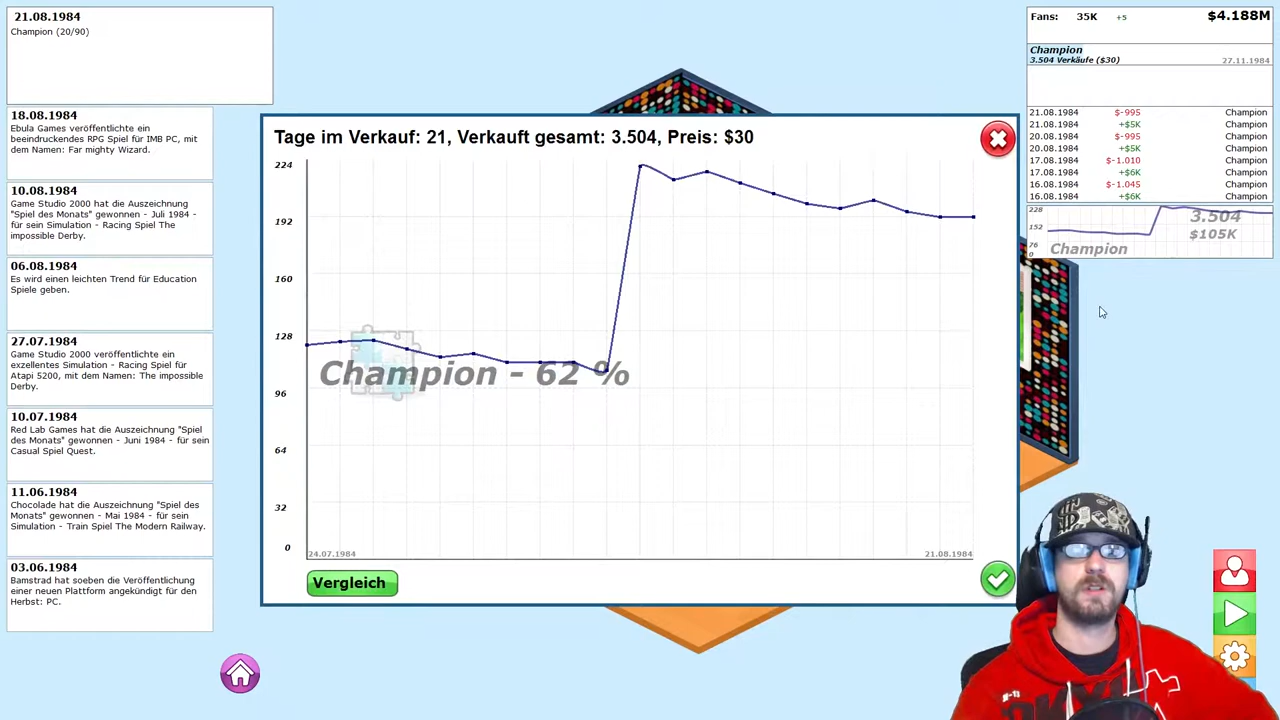 21.08.1984
Champion (20/90)
18.08.1984
Ebula Games veröffentlichte ein
beeindruckendes RPG Spiel für IMB PC, mit
dem Namen: Far mighty Wizard.
10.08.1984
Game Studio 2000 hat die Auszeichnung
"Spiel des Monats" gewonnen - Juli 1984 -
für sein Simulation - Racing Spiel The
impossible Derby.
06.08.1984
Es wird einen leichten Trend für Education
Spiele geben.
27.07.1984
Game Studio 2000 veröffentlichte ein
exzellentes Simulation - Racing Spiel für
Atapi 5200, mit dem Namen: The impossible
Derby.
10.07.1984
Red Lab Games hat die Auszeichnung "Spiel
des Monats" gewonnen - Juni 1984 - für sein
Casual Spiel Quest.
11.06.1984
Chocolade hat die Auszeichnung "Spiel des
Monats" gewonnen - Mai 1984 - für sein
Simulation - Train Spiel The Modern Railway.
03.06.1984
Bamstrad hat soeben die Veröffentlichung
einer neuen Plattform angekündigt für den
Herbst: PC.
Tage im Verkauf: 21, Verkauft gesamt: 3.504, Preis: $30
224
192
160
128
96
64
32
0
Champion - 62 %
24.07.1984
21.08.1984
Vergleich
Fans: 35K +5 $4.188M
Champion
3.504 Verkäufe ($30) 27.11.1984
21.08.1984 $-995 Champion
21.08.1984 +$5K Champion
20.08.1984 $-995 Champion
20.08.1984 +$5K Champion
17.08.1984 $-1.010 Champion
17.08.1984 +$6K Champion
16.08.1984 $-1.045 Champion
16.08.1984 +$6K Champion
228
152
76
0
3.504
$105K
Champion